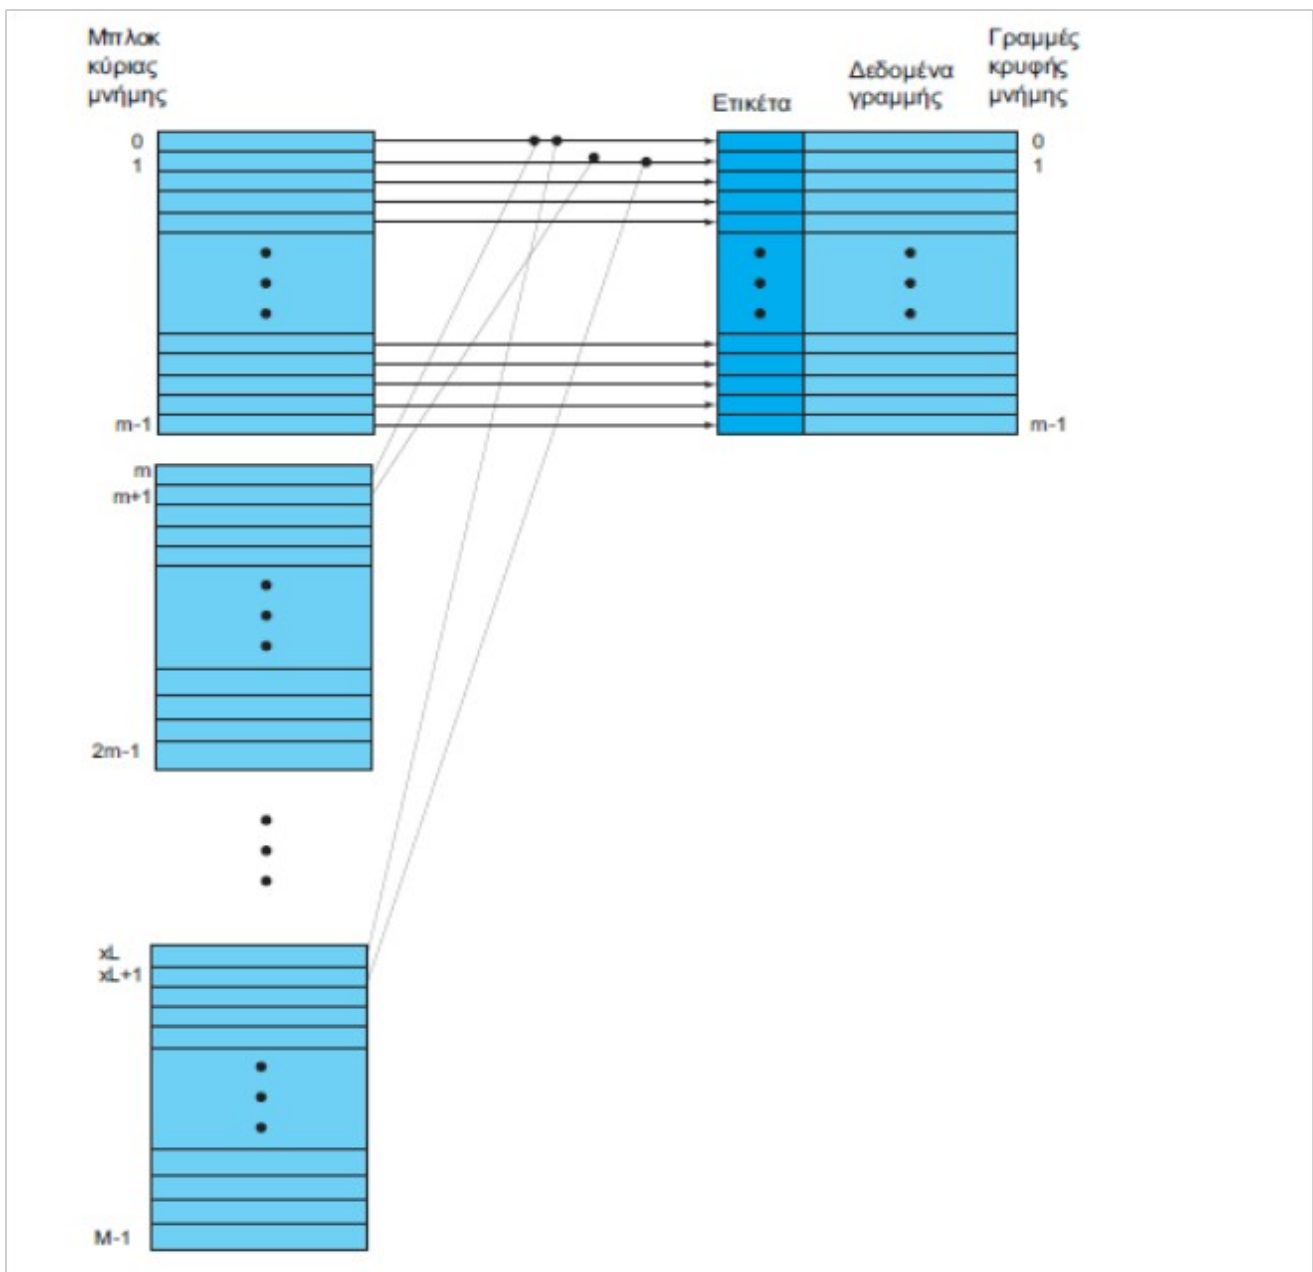 Μπλοκ
κύριας
μνήμης
Ετικέτα
Δεδομένα
γραμμής
Γραμμές
κρυφής
μνήμης
0
1
m-1
0
1
m-1
m
m+1
2m-1
xL
xL+1
M-1